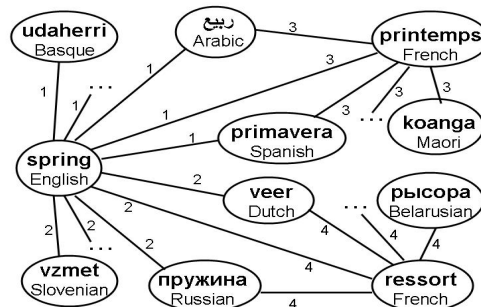 udaherri
Basque
ربيع
Arabic
3
printemps
French
...
1
1
1
3
1
3
3
3
...
koanga
Maori
primavera
Spanish
1
spring
English
2
veer
Dutch
...
рысора
Belarusian
2
2
2
2
...
4
4
4
4
4
vzmet
Slovenian
пружина
Russian
ressort
French